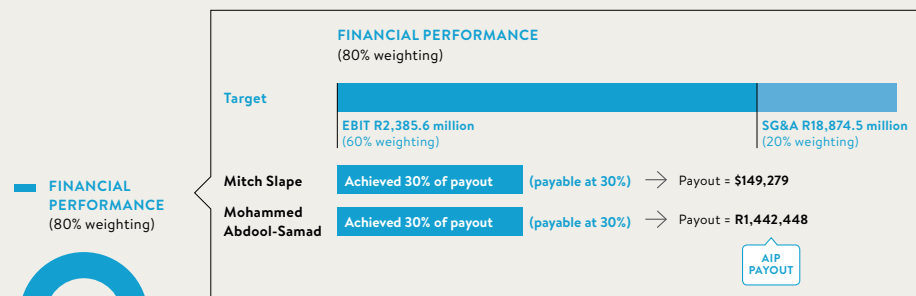 FINANCIAL PERFORMANCE
(80% weighting)
Target
EBIT R2,385.6 million
(60% weighting)
SG&A R18,874.5 million
(20% weighting)
FINANCIAL
PERFORMANCE
(80% weighting)
Mitch Slape
Achieved 30% of payout
(payable at 30%)
Payout = $149,279
Mohammed
Abdool-Samad
Achieved 30% of payout
(payable at 30%)
Payout = R1,442,448
AIP
PAYOUT